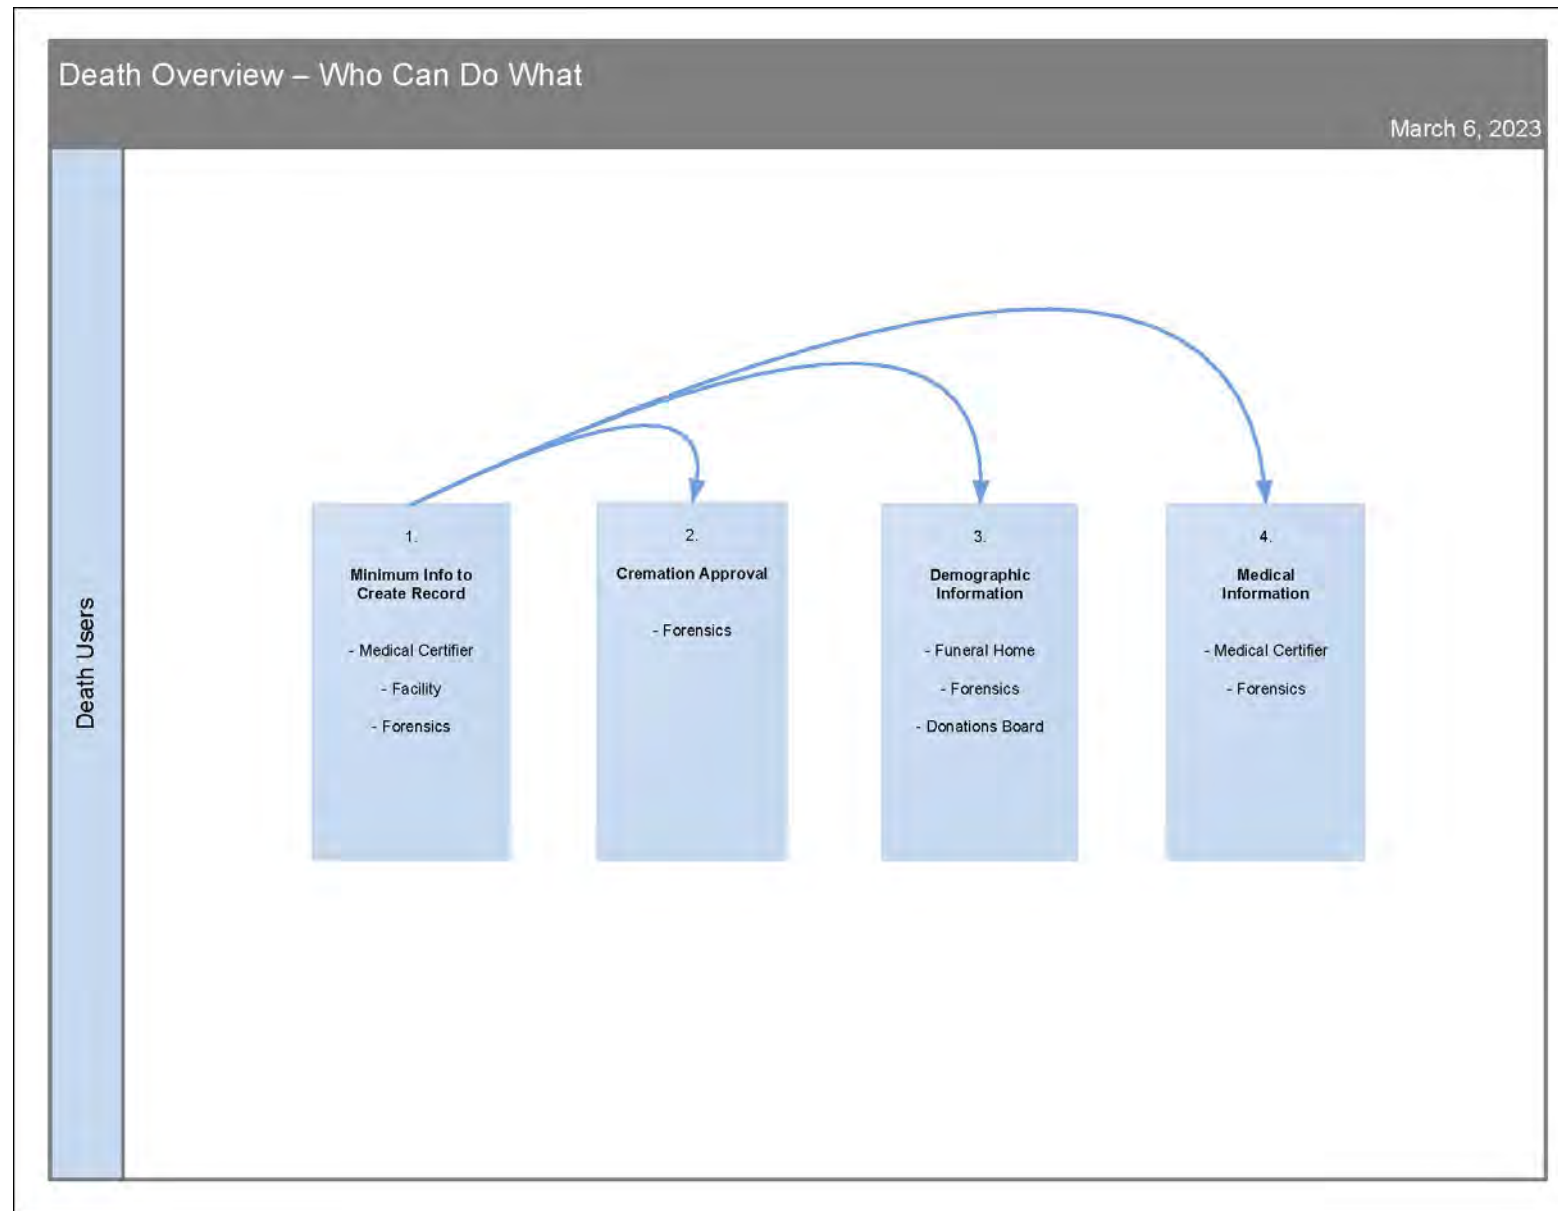 Death Overview – Who Can Do What
March 6, 2023
Death Users
1.
Minimum Info to
Create Record
- Medical Certifier
- Facility
- Forensics
2.
Cremation Approval
- Forensics
3.
Demographic
Information
- Funeral Home
- Forensics
- Donations Board
4.
Medical
Information
- Medical Certifier
- Forensics